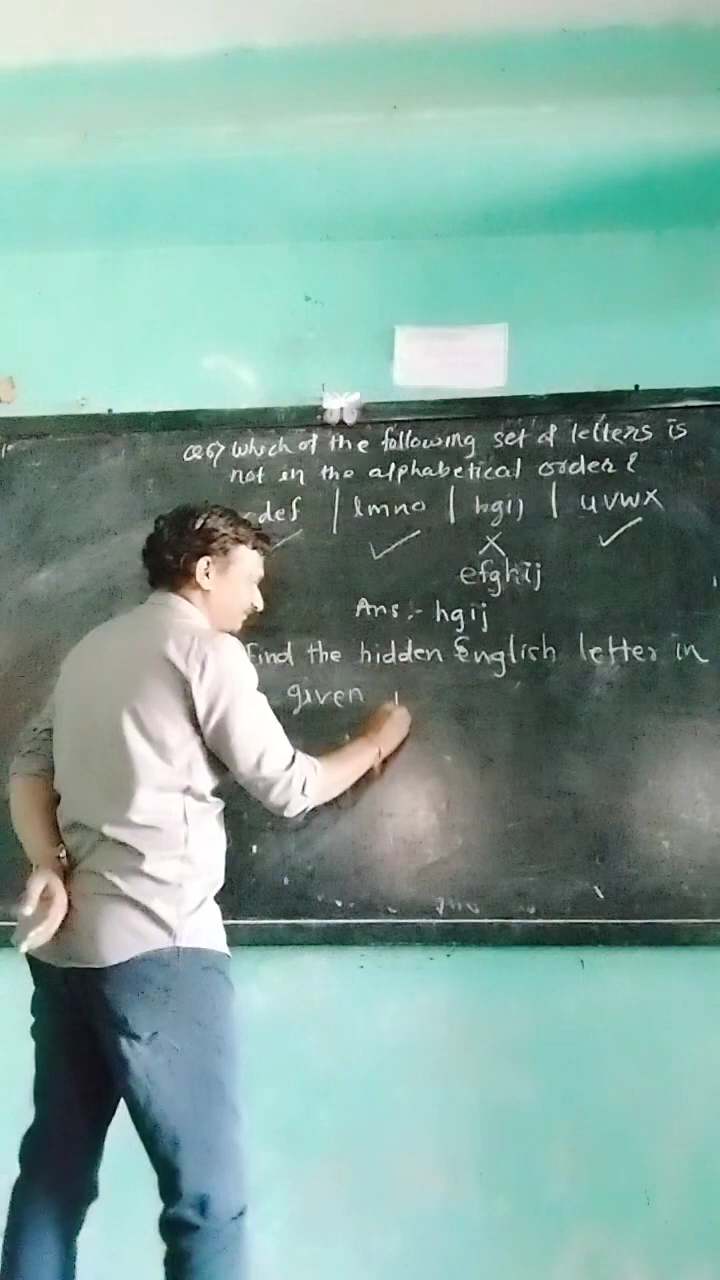 Q26) Which of the following set of letters is
not in the alphabetical order?
def | lmno | hgij | uvwx
efghij
Ans :- hgij
Find the hidden English letter in
given